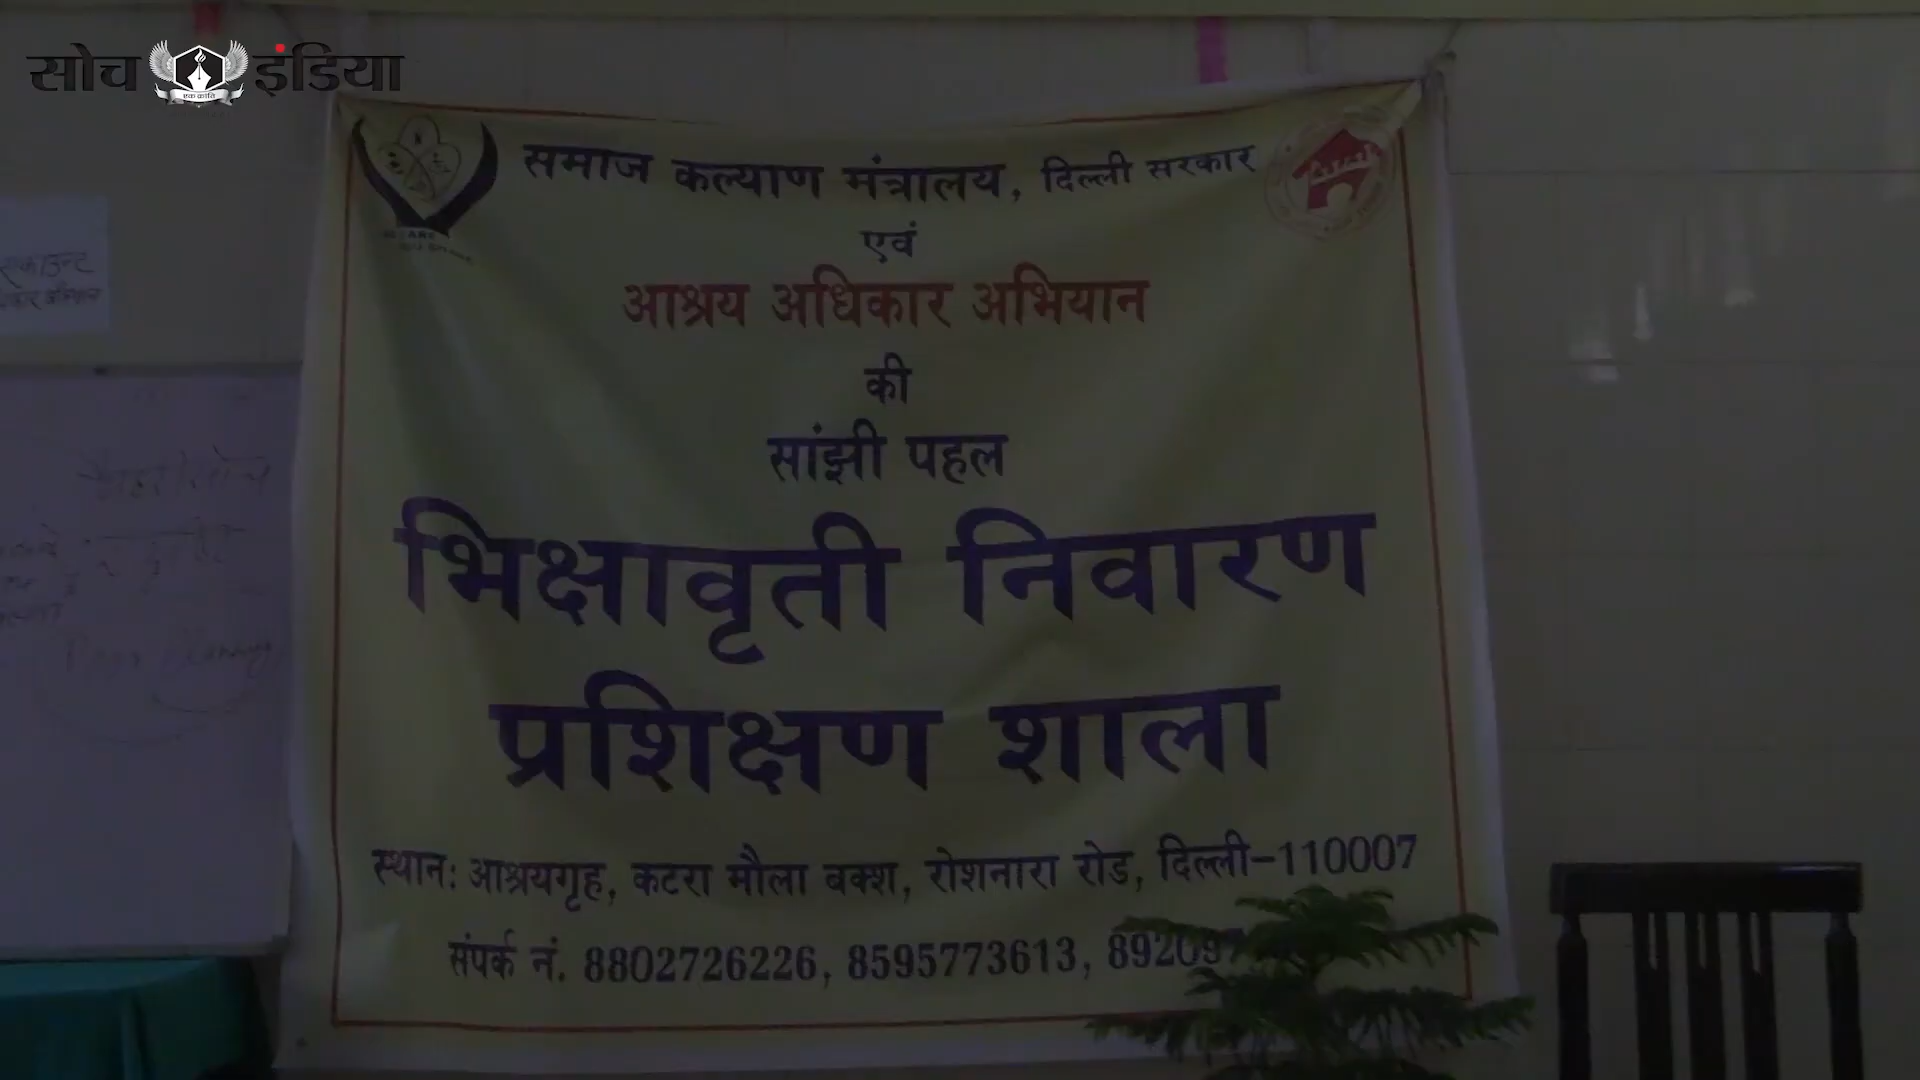 सोच इंडिया
एक क्रांति
समाज कल्याण मंत्रालय, दिल्ली सरकार
एवं
आश्रय अधिकार अभियान
की
सांझी पहल
भिक्षावृती निवारण
प्रशिक्षण शाला
स्थान: आश्रयगृह, कटरा मौला बक्श, रोशनारा रोड, दिल्ली-110007
संपर्क नं. 8802726226, 8595773613,